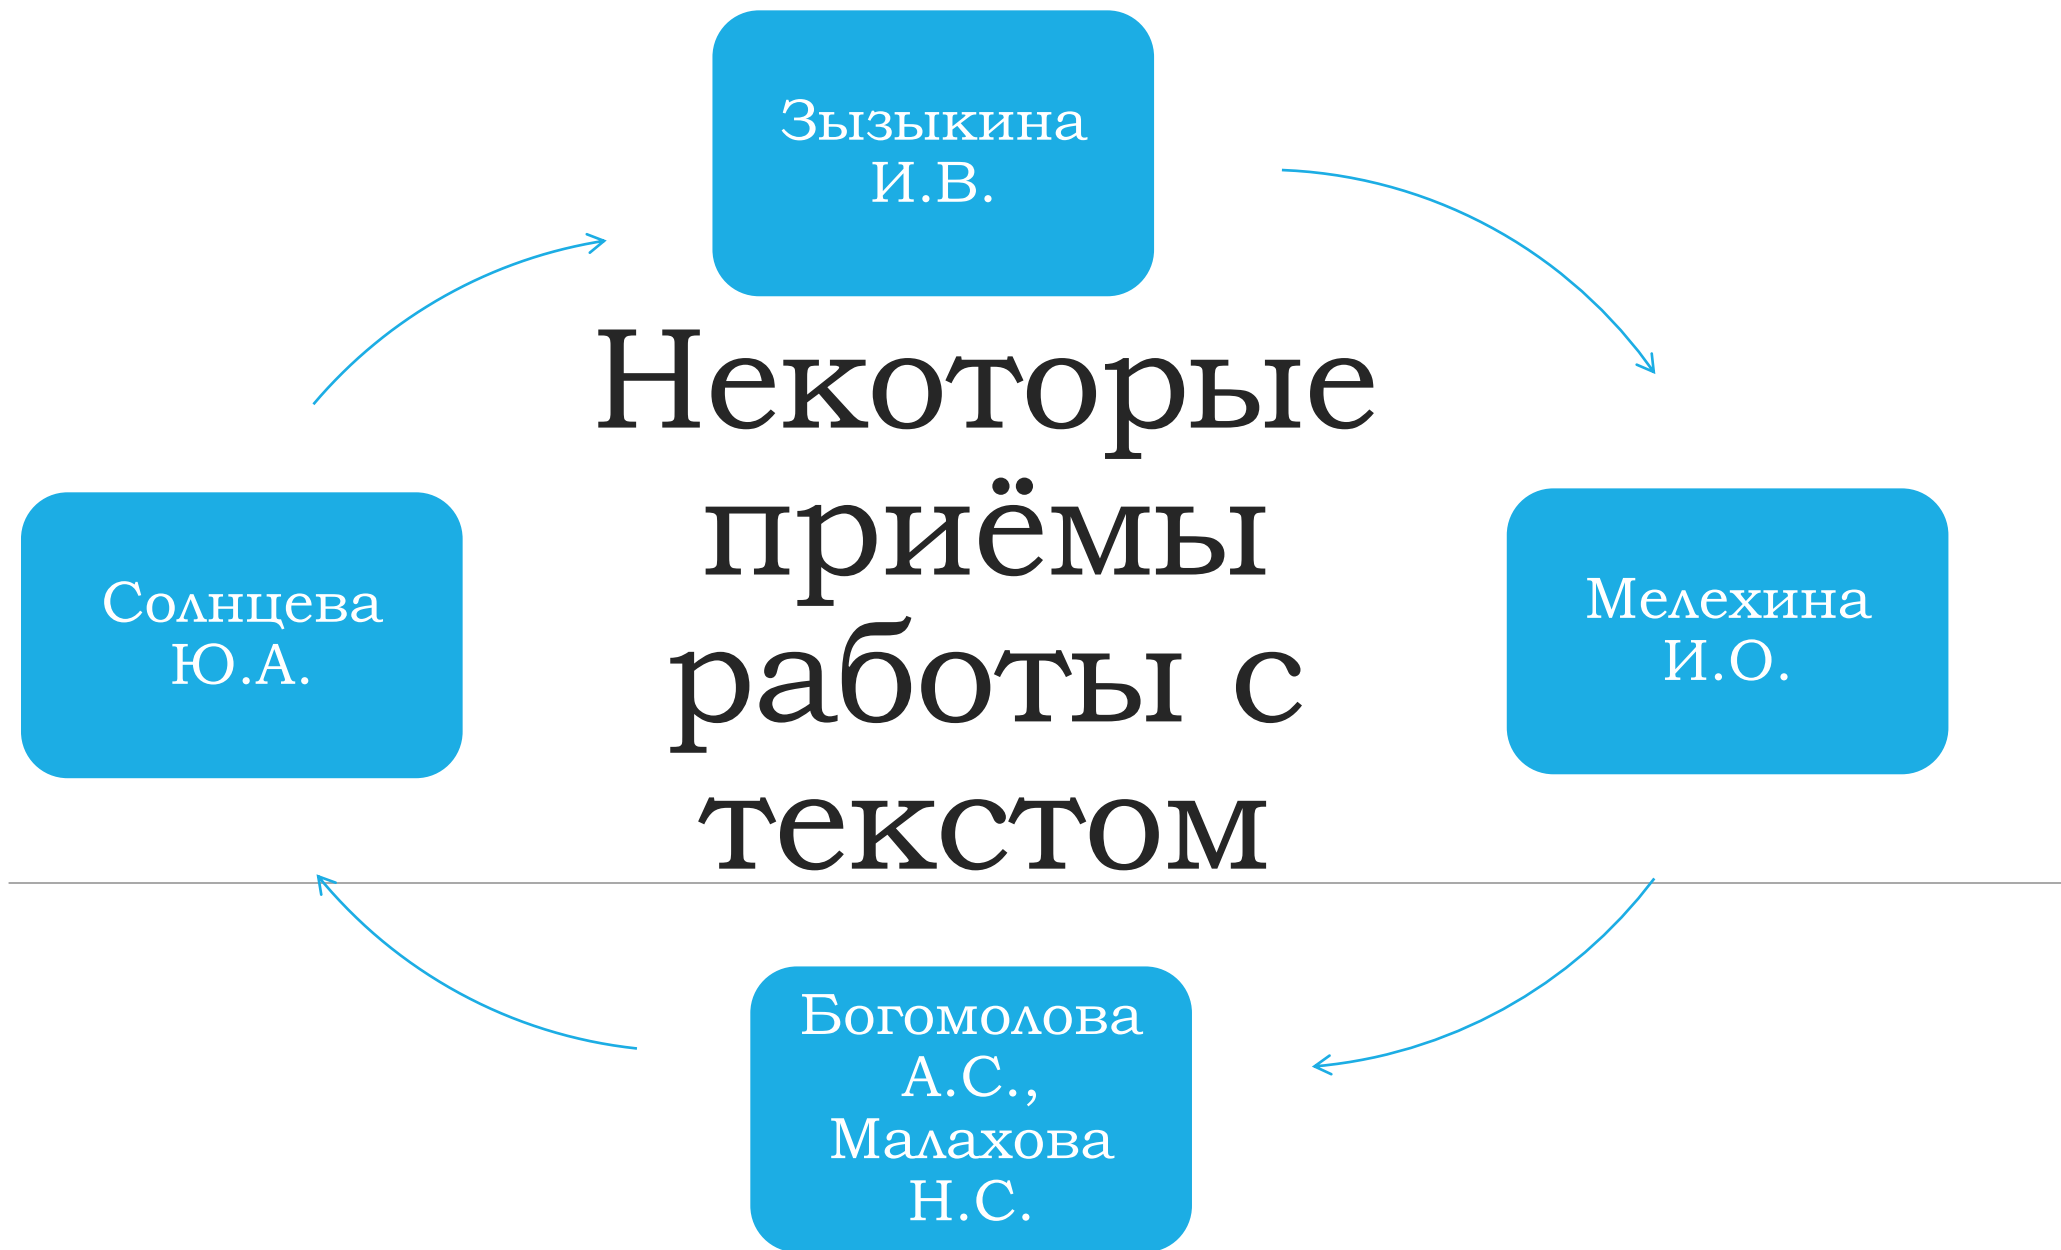 Зызыкина
И.В.
Некоторые
приёмы
работы с
текстом
Солнцева
Ю.А.
Мелехина
И.О.
Богомолова
А.С.,
Малахова
Н.С.